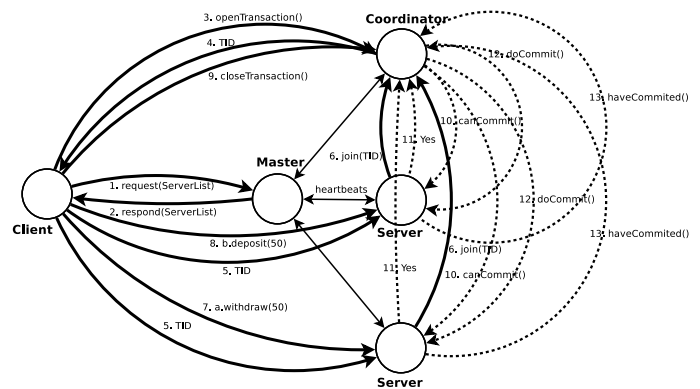 3. openTransaction()
Coordinator
4. TID
12. doCommit()
9. closeTransaction()
13. haveCommited()
10. canCommit()
11. Yes
6. join(TID)
Master
1. request(ServerList)
heartbeats
2. respond(ServerList)
12. doCommit()
Client
Server
13. haveCommited()
8. b.deposit(50)
6. join(TID)
5. TID
11. Yes
10. canCommit()
7. a.withdraw(50)
5. TID
Server